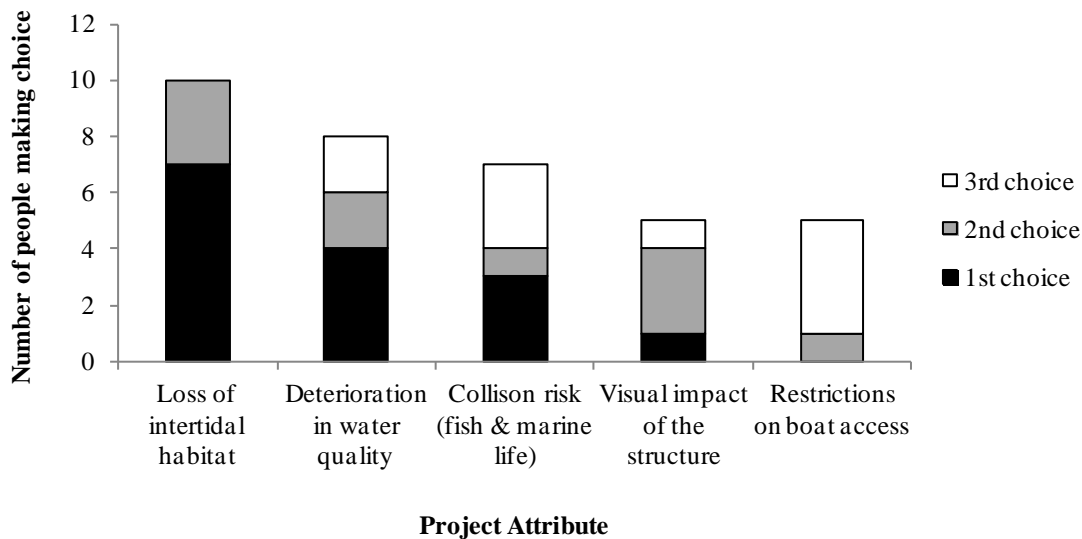 Number of people making choice
12
10
8
6
4
2
0
Loss of
intertidal
habitat
Deterioration
in water
quality
Collison risk
(fish & marine
life)
Visual impact
of the
structure
Restrictions
on boat access
Project Attribute
3rd choice
2nd choice
1st choice